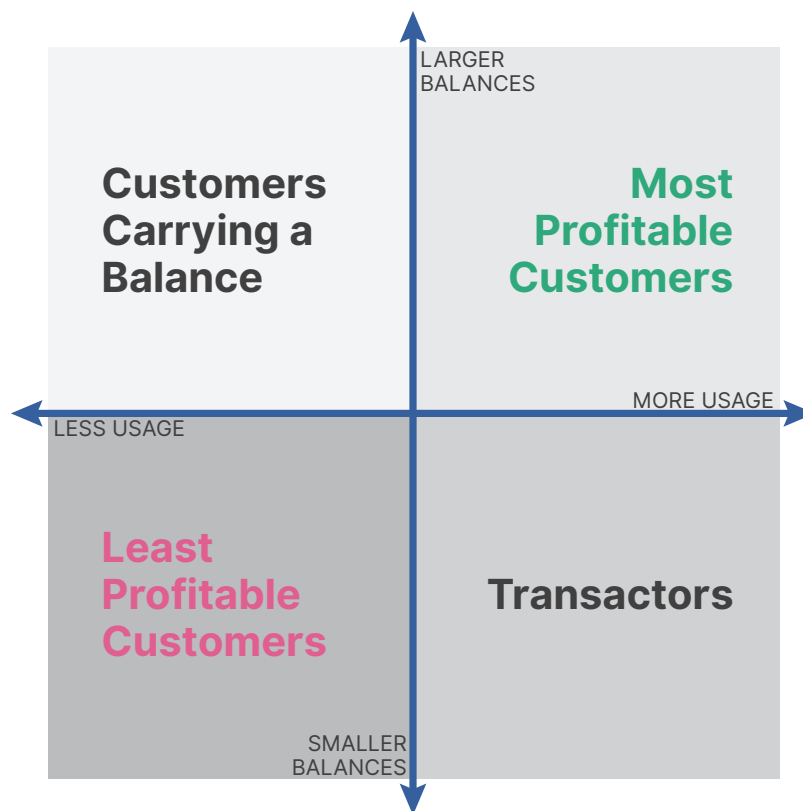 LARGER
BALANCES
Customers
Carrying a
Balance
Most
Profitable
Customers
MORE USAGE
LESS USAGE
Least
Profitable
Customers
Transactors
SMALLER
BALANCES